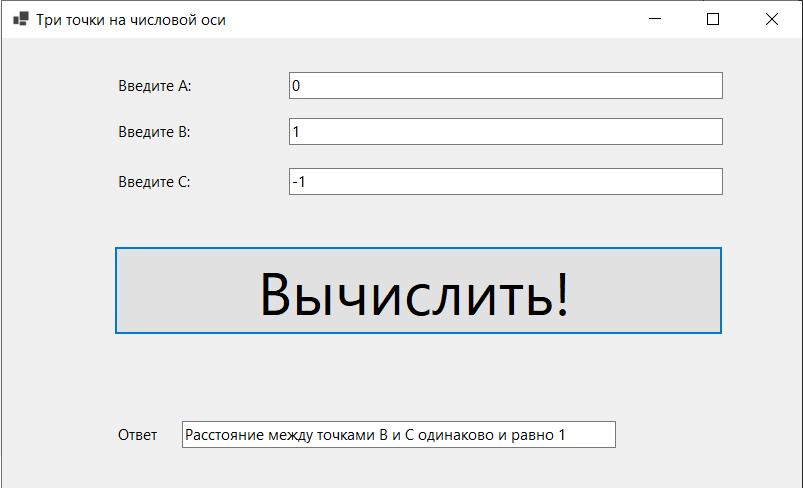 Три точки на числовой оси
Введите A: 0
Введите B: 1
Введите C: -1
Вычислить!
Ответ Расстояние между точками B и C одинаково и равно 1